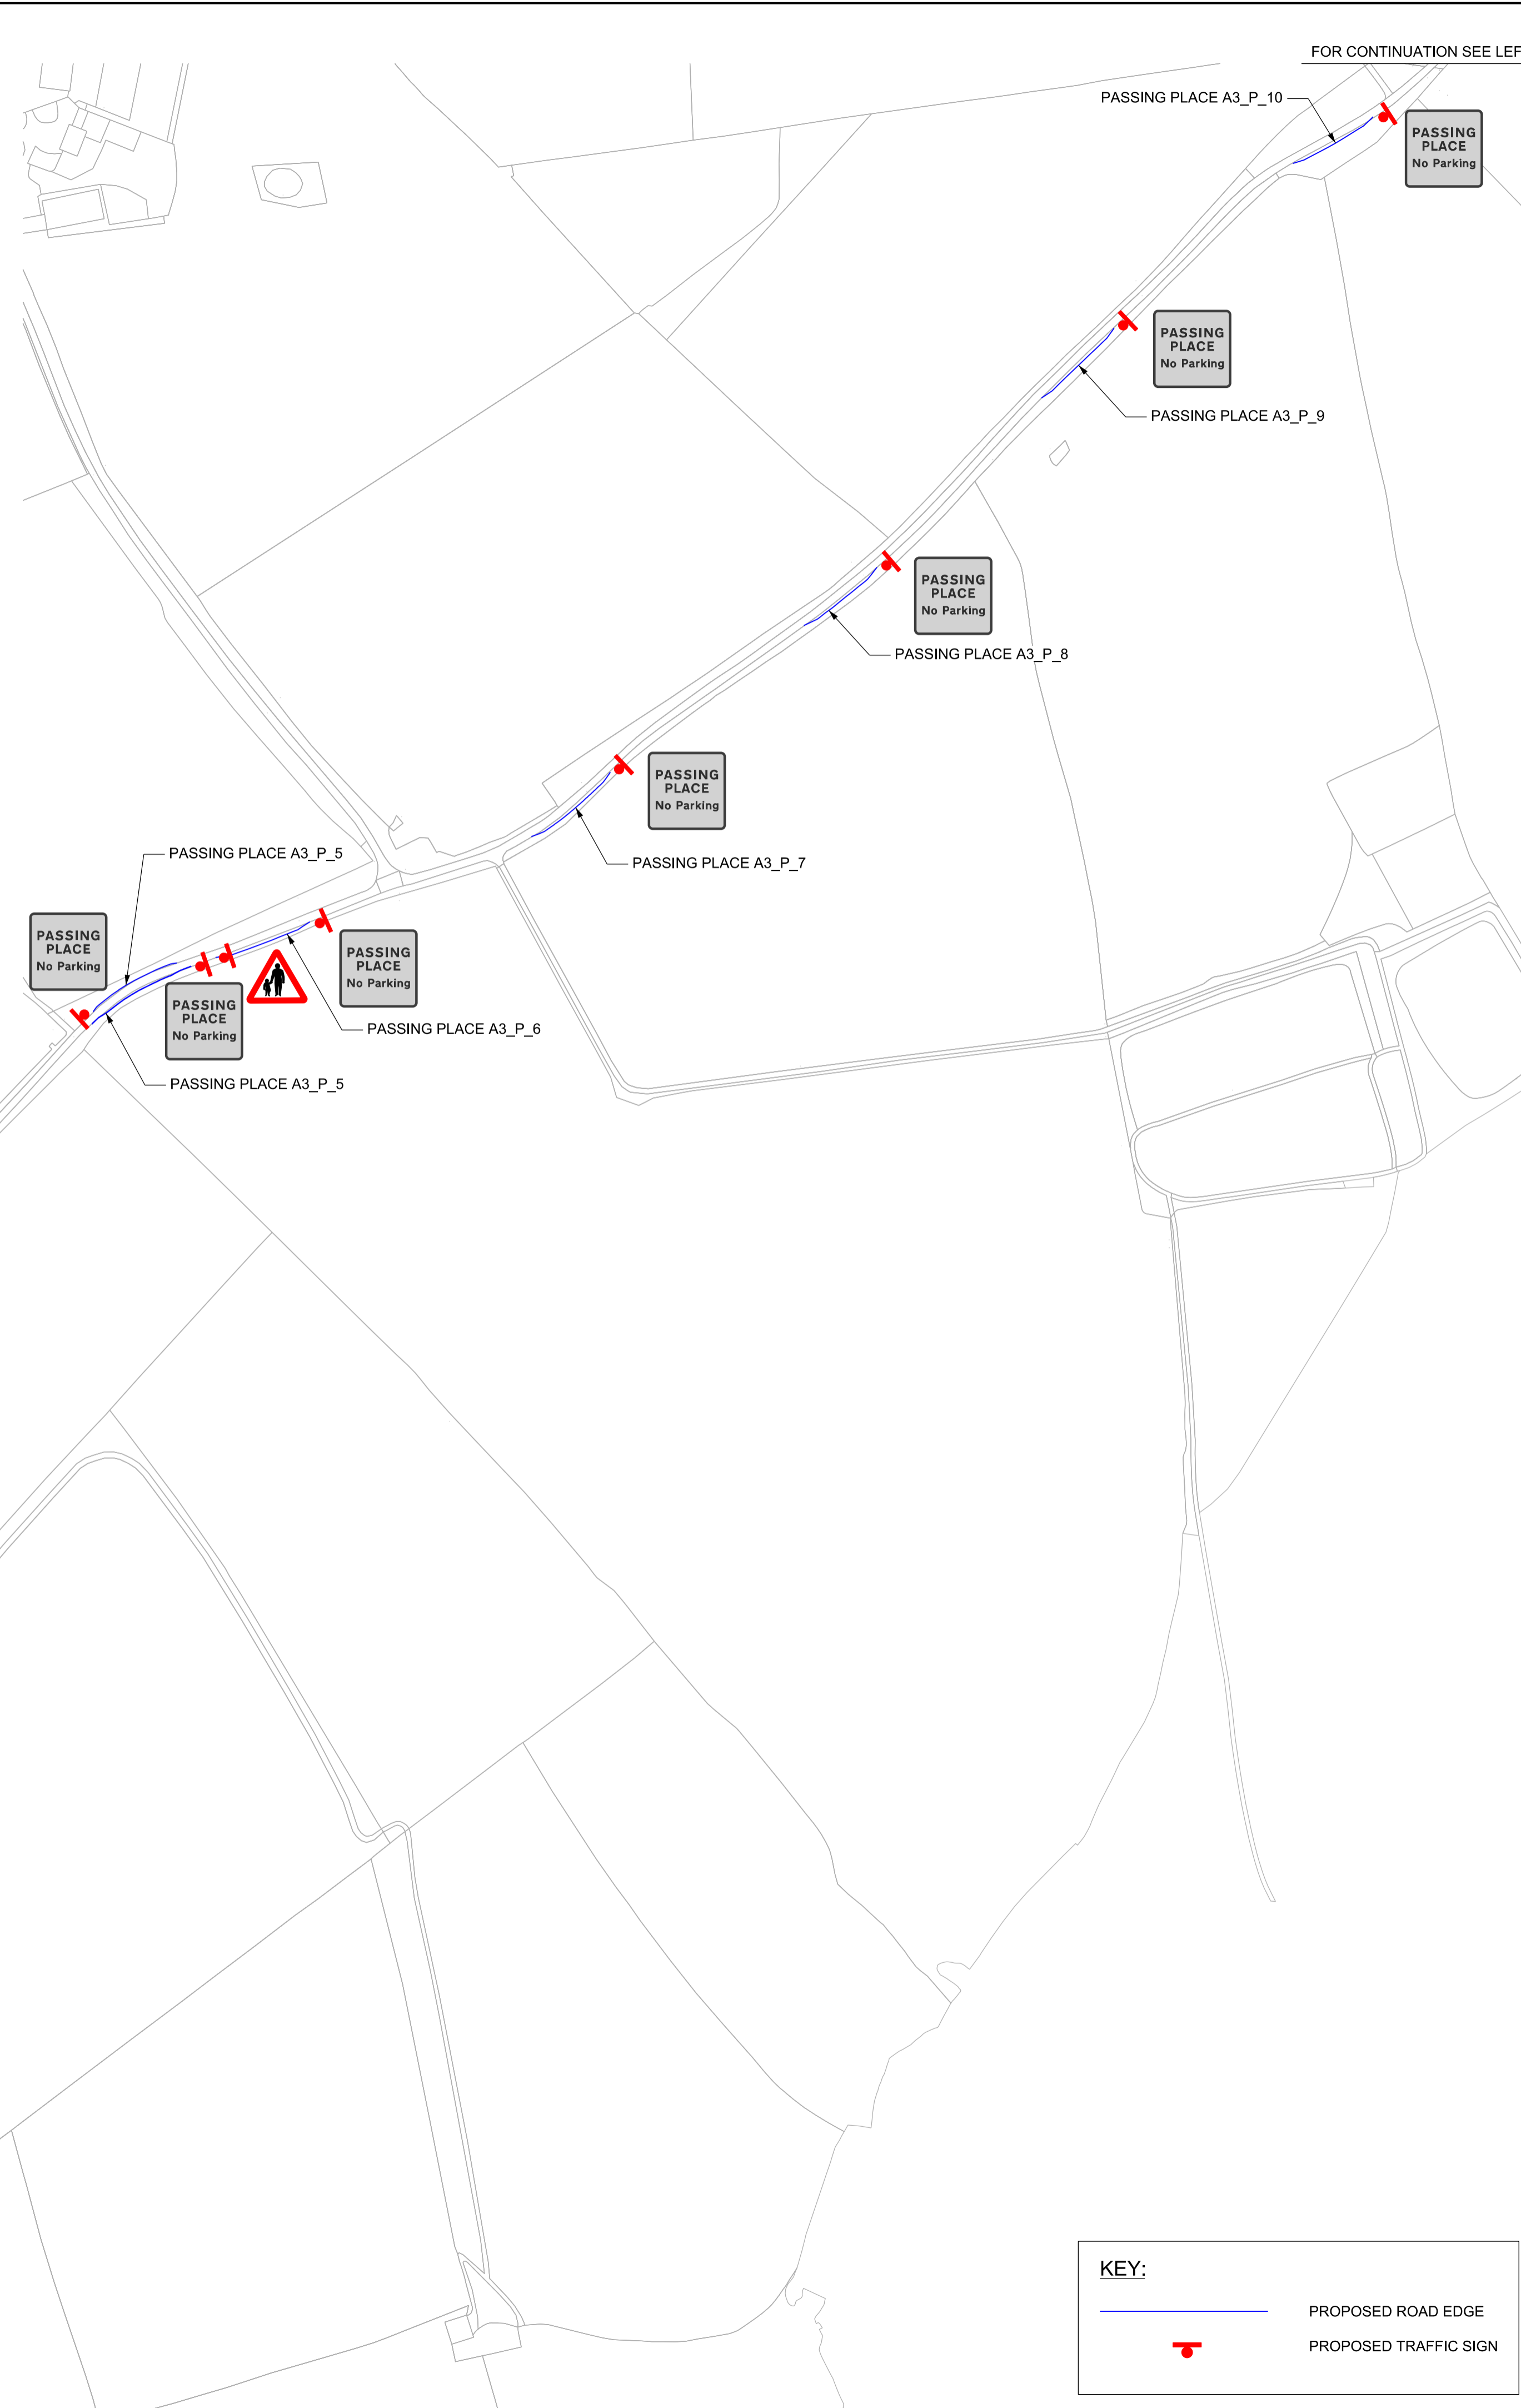 FOR CONTINUATION SEE LEF
PASSING PLACE A3_P_10
PASSING
PLACE
No Parking
PASSING
PLACE
No Parking
PASSING PLACE A3_P_9
PASSING
PLACE
No Parking
PASSING PLACE A3_P_8
PASSING
PLACE
No Parking
PASSING PLACE A3_P_7
PASSING PLACE A3_P_5
PASSING
PLACE
No Parking
PASSING
PLACE
No Parking
PASSING
PLACE
No Parking
PASSING PLACE A3_P_6
PASSING PLACE A3_P_5
KEY:
PROPOSED ROAD EDGE
PROPOSED TRAFFIC SIGN